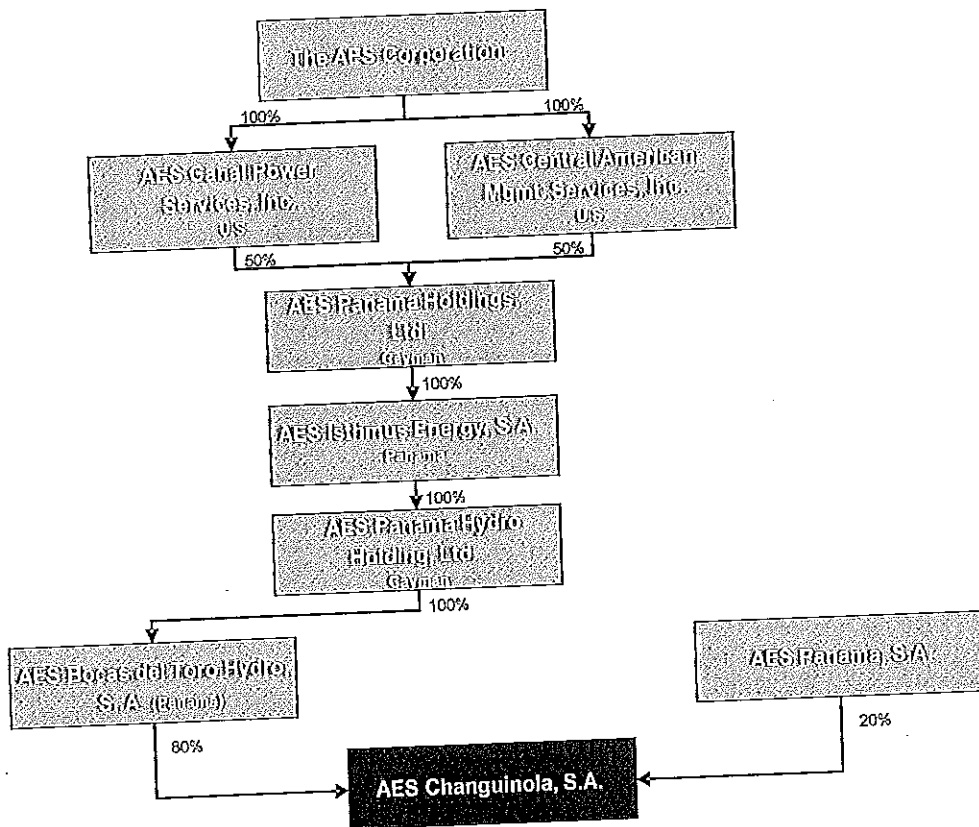 The AES Corporation
100%
100%
AES Canal Power
Services, Inc.
US
AES Central American
Mgmt Services, Inc.
US
50%
50%
AES Panama Holdings,
Ltd
Cayman
100%
AES Isthmus Energy, S.A.
Panama
100%
AES Panama Hydro
Holding, Ltd
Cayman
100%
AES Bocas del Toro Hydro,
S.A (Panama)
AES Panama, S.A.
80%
20%
AES Changuinola, S.A.